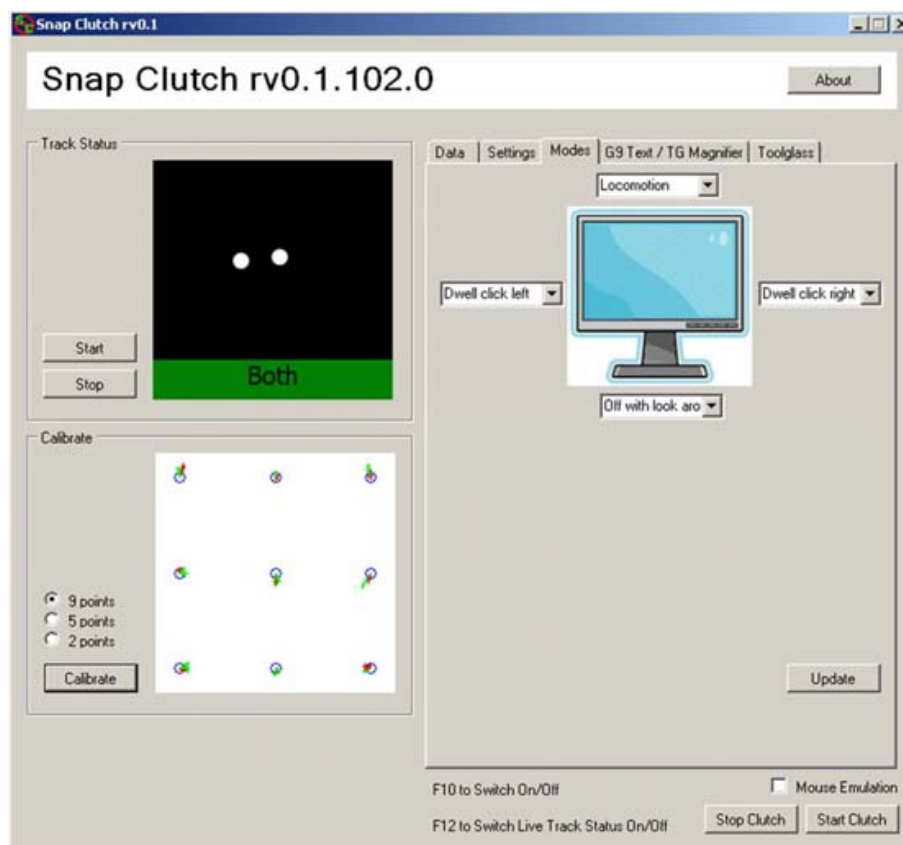 Snap Clutch rv0.1
Snap Clutch rv0.1.102.0
About
Track Status
Start
Stop
Both
Calibrate
9 points
5 points
2 points
Calibrate
Data
Settings
Modes
G9 Text / TG Magnifier
Toolglass
Locomotion
Dwell click left
Dwell click right
Off with look aro
Update
F10 to Switch On/Off
Mouse Emulation
F12 to Switch Live Track Status On/Off
Stop Clutch
Start Clutch